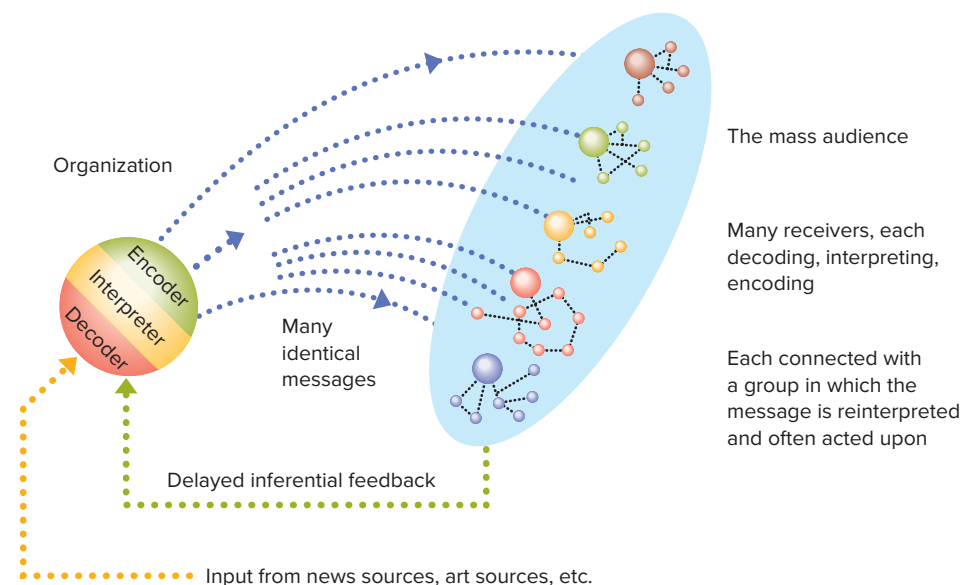 Organization
Encoder
Interpreter
Decoder
Many
identical
messages
The mass audience
Many receivers, each
decoding, interpreting,
encoding
Each connected with
a group in which the
message is reinterpreted
and often acted upon
Delayed inferential feedback
Input from news sources, art sources, etc.